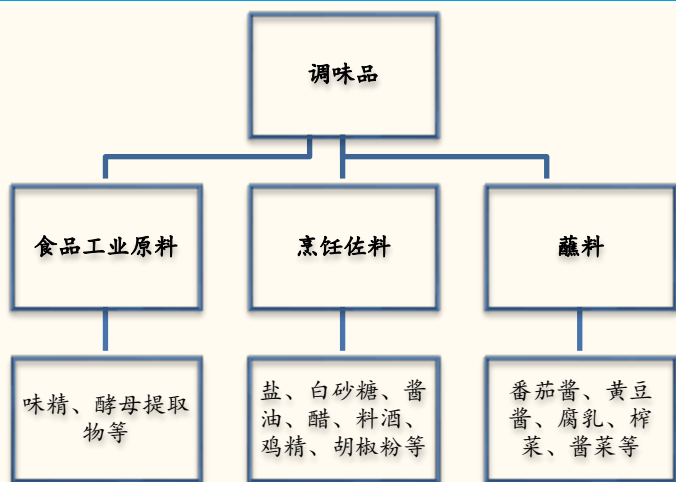 调味品
食品工业原料
烹饪佐料
蘸料
味精、酵母提取
物等
盐、白砂糖、酱
油、醋、料酒、
鸡精、胡椒粉等
番茄酱、黄豆
酱、腐乳、榨
菜、酱菜等